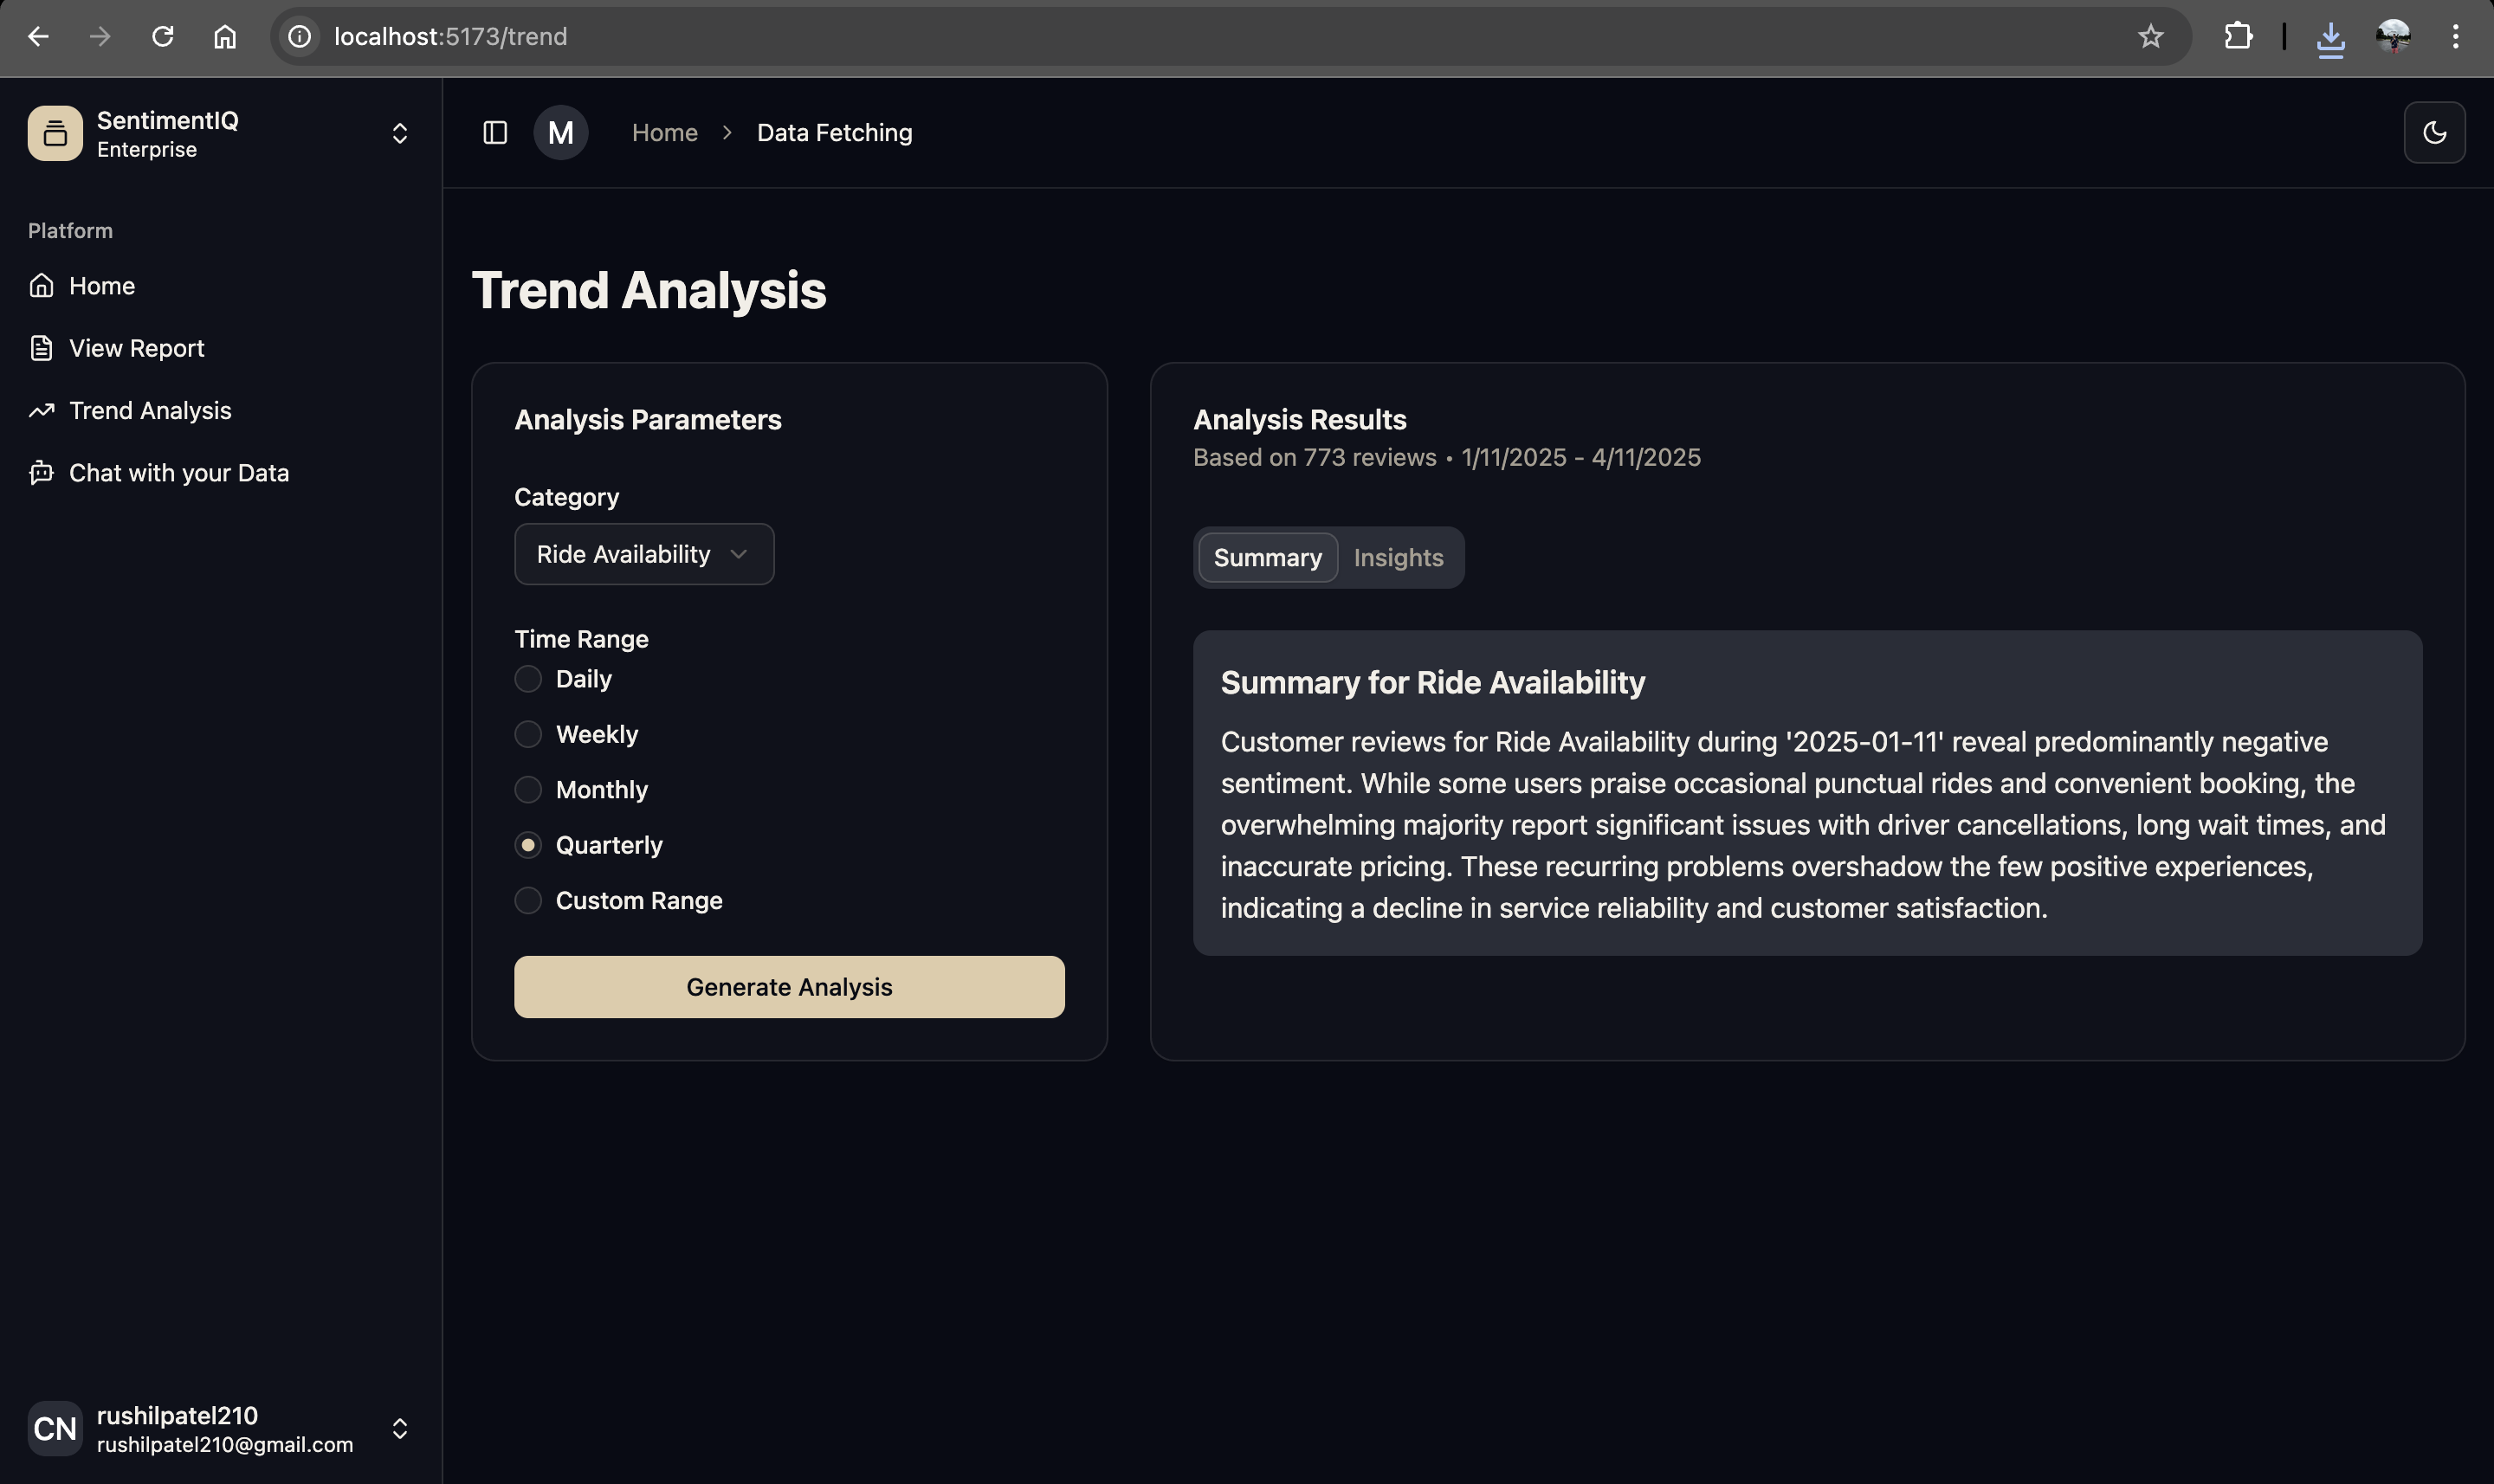 localhost:5173/trend
SentimentIQ
Enterprise
Platform
Home
View Report
Trend Analysis
Chat with your Data
CN
rushilpatel210
rushilpatel210@gmail.com
M
Home > Data Fetching
Trend Analysis
Analysis Parameters
Category
Ride Availability
Time Range
Daily
Weekly
Monthly
Quarterly
Custom Range
Generate Analysis
Analysis Results
Based on 773 reviews • 1/11/2025 - 4/11/2025
Summary Insights
Summary for Ride Availability
Customer reviews for Ride Availability during '2025-01-11' reveal predominantly negative
sentiment. While some users praise occasional punctual rides and convenient booking, the
overwhelming majority report significant issues with driver cancellations, long wait times, and
inaccurate pricing. These recurring problems overshadow the few positive experiences,
indicating a decline in service reliability and customer satisfaction.